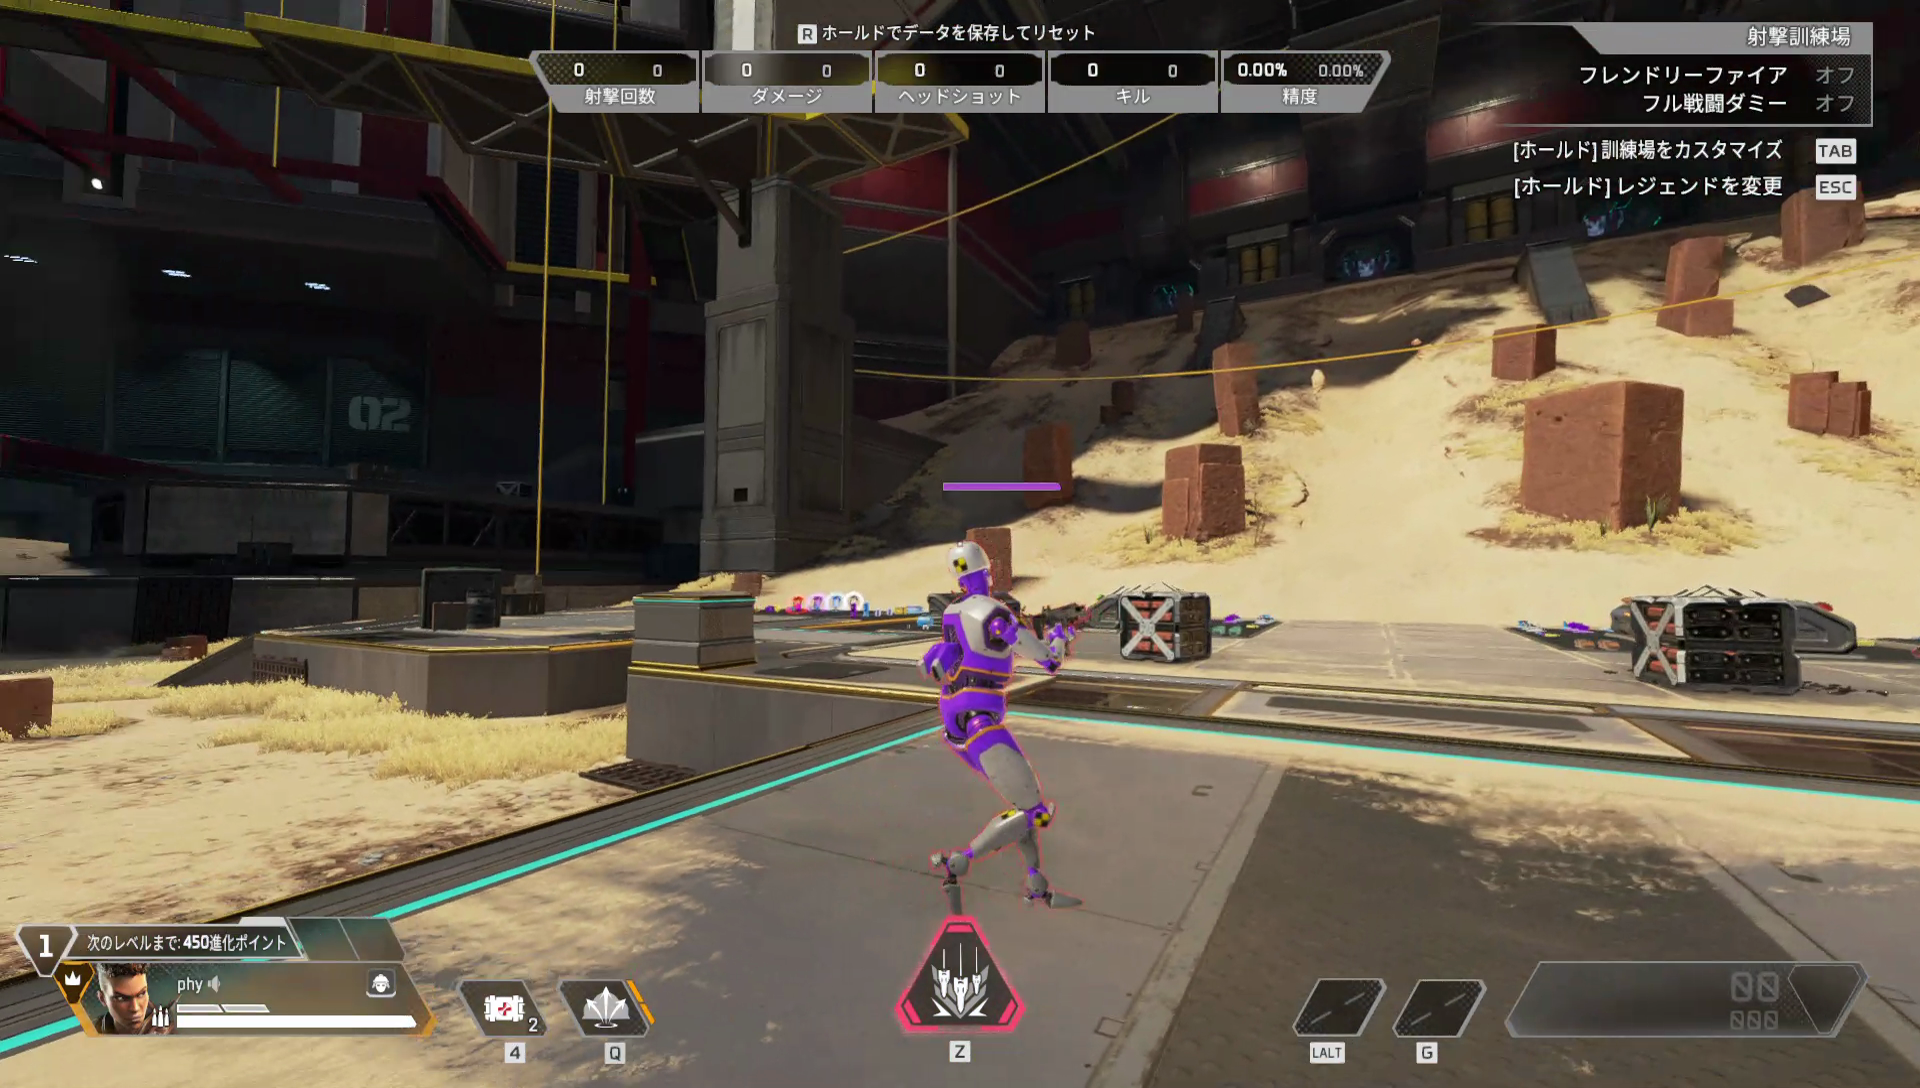 R ホールドでデータを保存してリセット
0 0 0 0 0 0 0 0 0.00% 0.00%
射撃回数 ダメージ ヘッドショット キル 精度
射撃訓練場
フレンドリーファイア オフ
フル戦闘ダミー オフ
[ホールド] 訓練場をカスタマイズ TAB
[ホールド] レジェンドを変更 ESC
02
1 次のレベルまで: 450進化ポイント
phy
2
4 Q Z LALT G
00
000